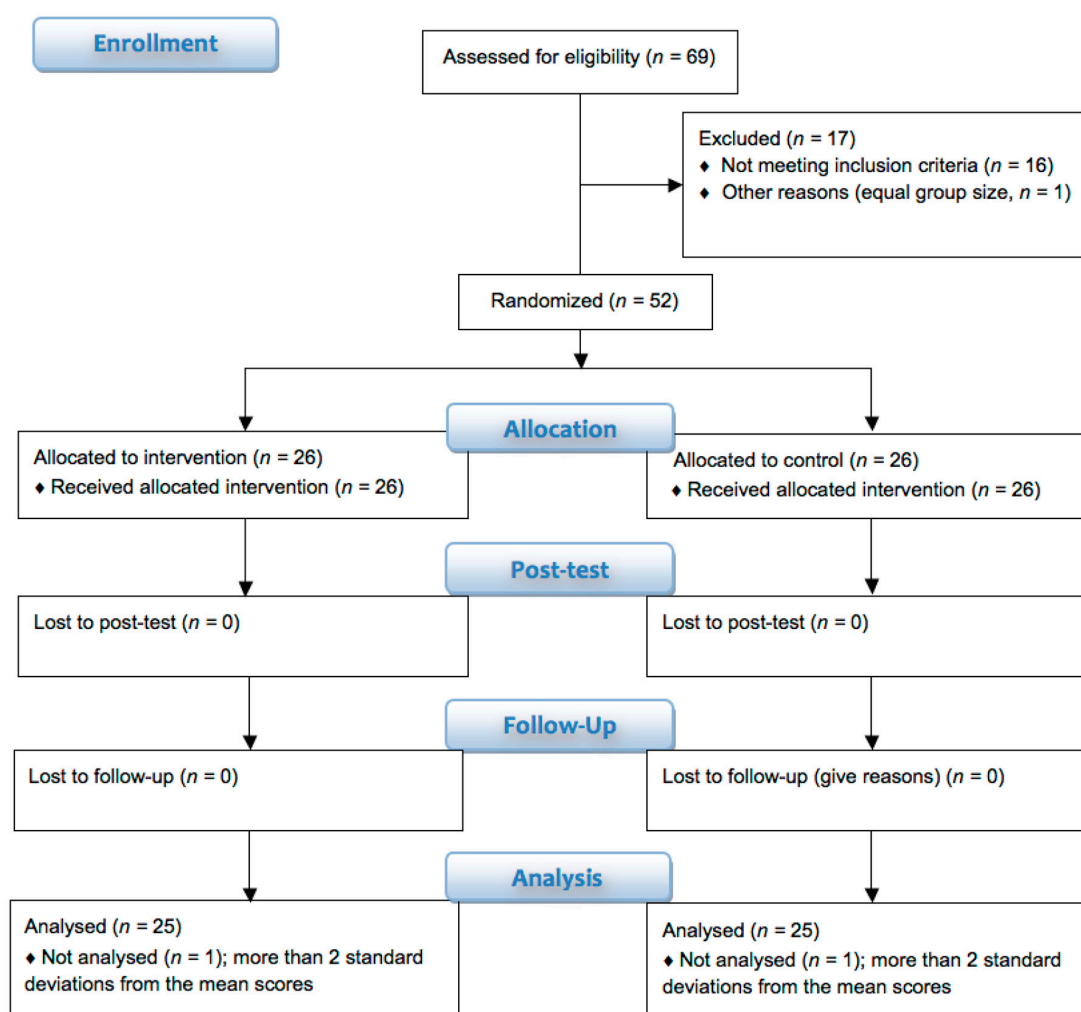 Enrollment
Assessed for eligibility (n = 69)
Excluded (n = 17)
♦ Not meeting inclusion criteria (n = 16)
♦ Other reasons (equal group size, n = 1)
Randomized (n = 52)
Allocation
Allocated to intervention (n = 26)
♦ Received allocated intervention (n = 26)
Allocated to control (n = 26)
♦ Received allocated intervention (n = 26)
Post-test
Lost to post-test (n = 0)
Lost to post-test (n = 0)
Follow-Up
Lost to follow-up (n = 0)
Lost to follow-up (give reasons) (n = 0)
Analysis
Analysed (n = 25)
♦ Not analysed (n = 1); more than 2 standard
deviations from the mean scores
Analysed (n = 25)
♦ Not analysed (n = 1); more than 2 standard
deviations from the mean scores